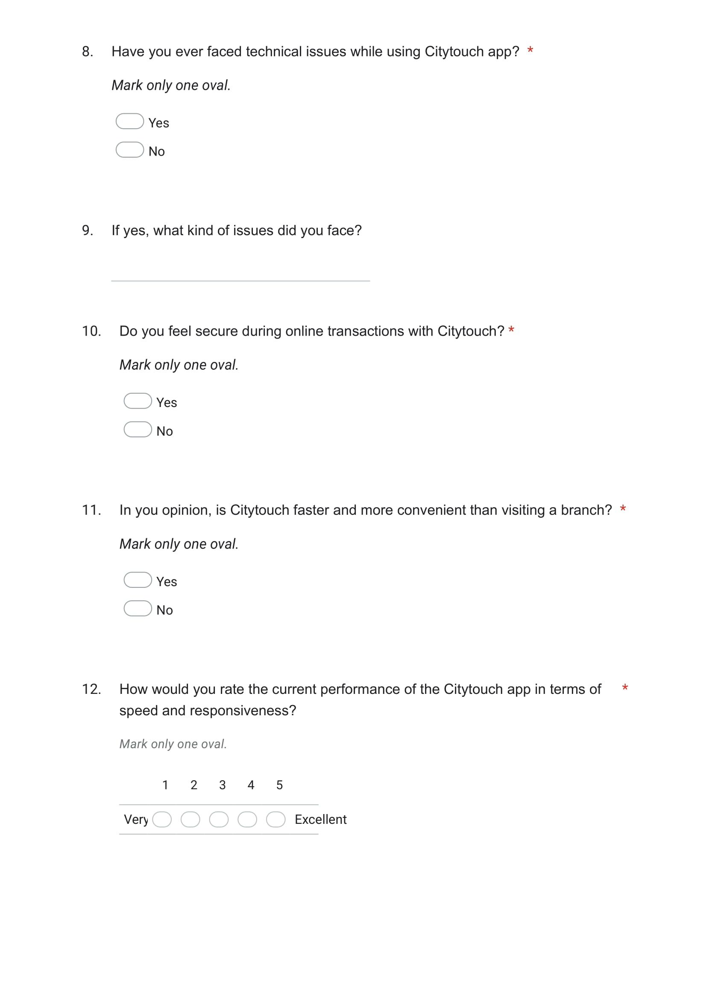 8. Have you ever faced technical issues while using Citytouch app? *
Mark only one oval.
Yes
No
9. If yes, what kind of issues did you face?
10. Do you feel secure during online transactions with Citytouch? *
Mark only one oval.
Yes
No
11. In you opinion, is Citytouch faster and more convenient than visiting a branch? *
Mark only one oval.
Yes
No
12. How would you rate the current performance of the Citytouch app in terms of *
speed and responsiveness?
Mark only one oval.
1 2 3 4 5
Very Excellent